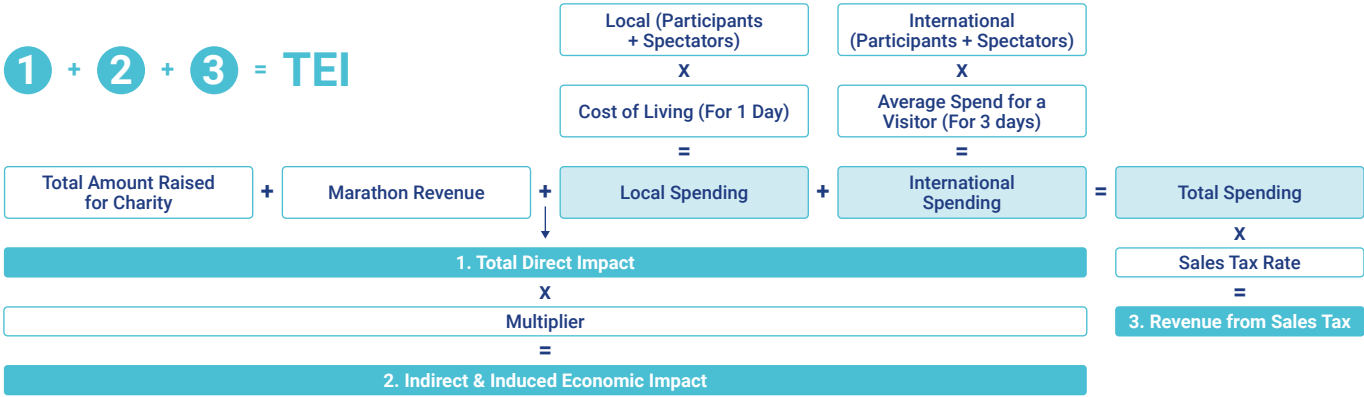 1 + 2 + 3 = TEI
Local (Participants
+ Spectators)
X
Cost of Living (For 1 Day)
=
International
(Participants + Spectators)
X
Average Spend for a
Visitor (For 3 days)
=
Total Amount Raised
for Charity
+
Marathon Revenue
+
Local Spending
+
International
Spending
=
Total Spending
1. Total Direct Impact
X
Multiplier
=
2. Indirect & Induced Economic Impact
X
Sales Tax Rate
=
3. Revenue from Sales Tax